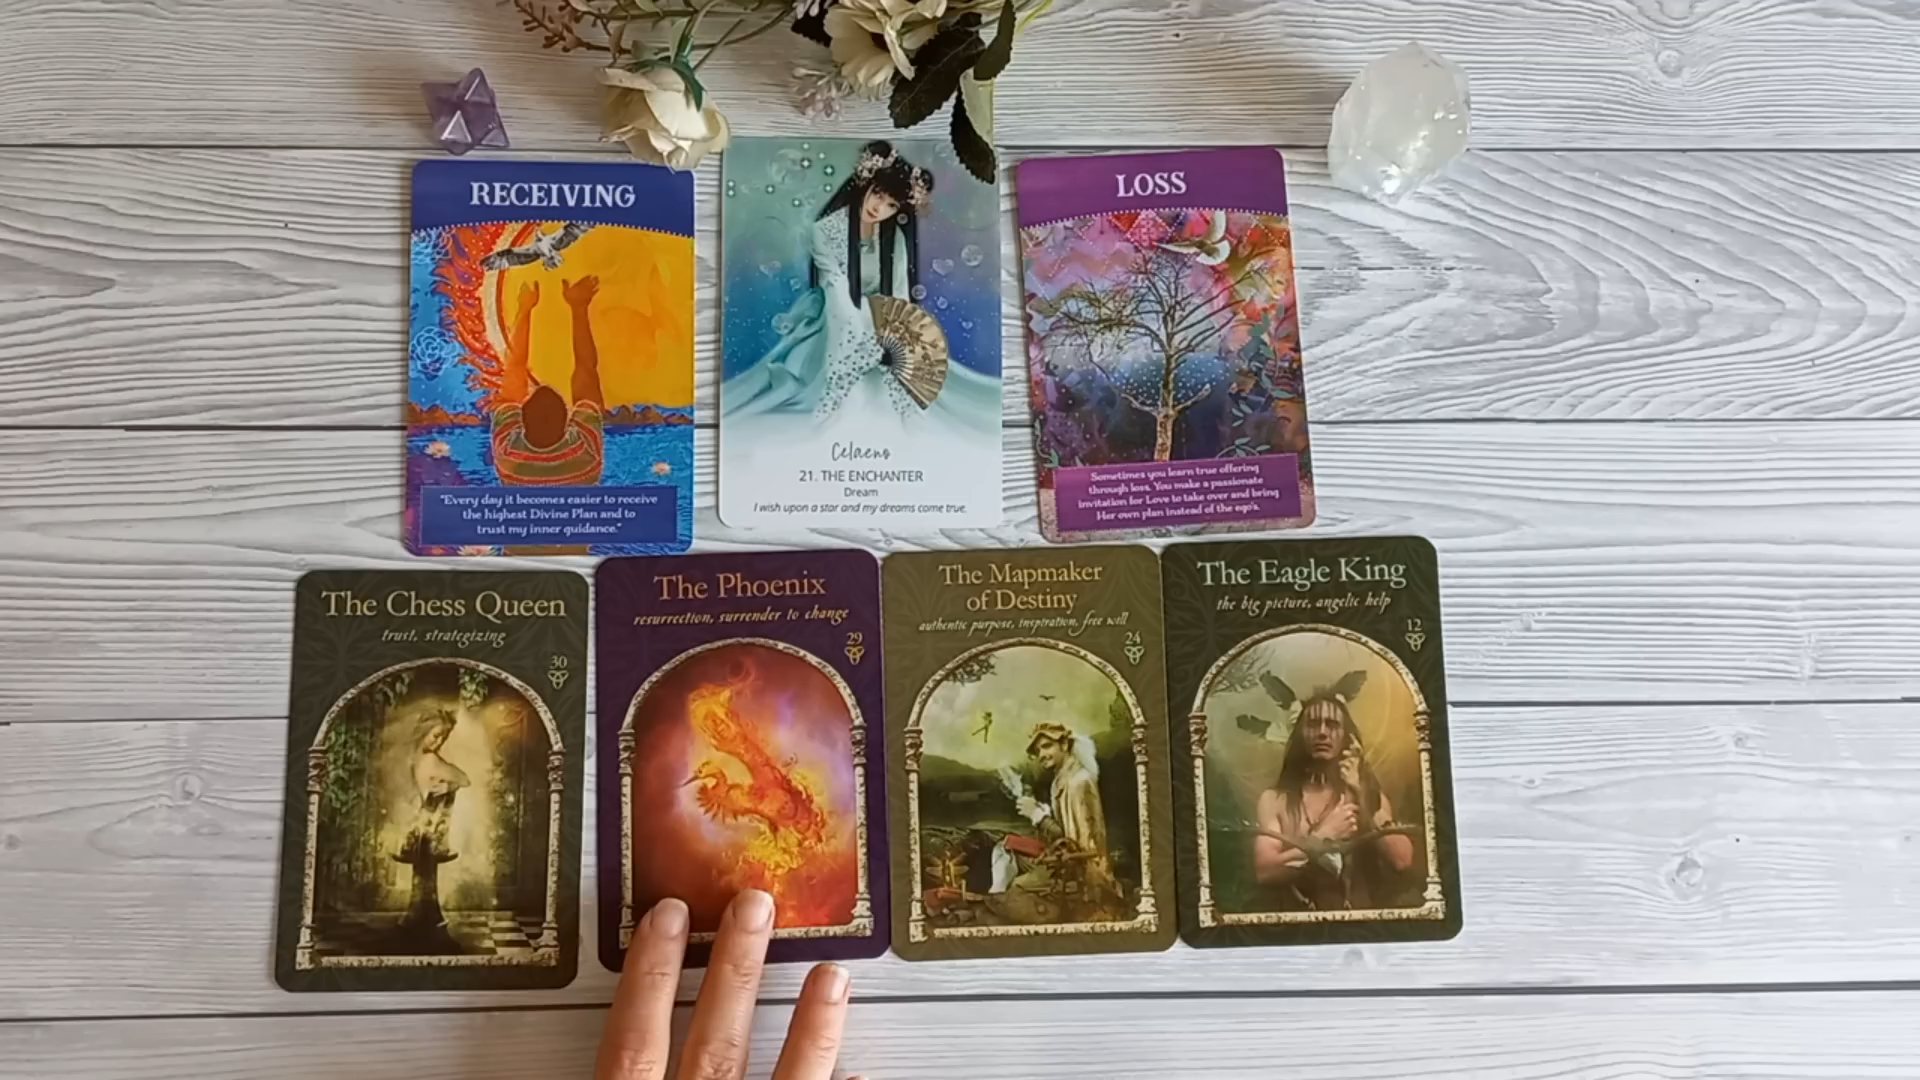 RECEIVING
"Every day it becomes easier to receive
the highest Divine Plan and to
trust my inner guidance."
Celaeno
21. THE ENCHANTER
Dream
I wish upon a star and my dreams come true.
LOSS
Sometimes you learn true offering
through loss. You make a passionate
invitation for Love to take over and bring
Her own plan instead of the ego's.
The Chess Queen
trust, strategizing
30
The Phoenix
resurrection, surrender to change
29
The Mapmaker
of Destiny
authentic purpose, inspiration, free will
24
The Eagle King
the big picture, angelic help
12